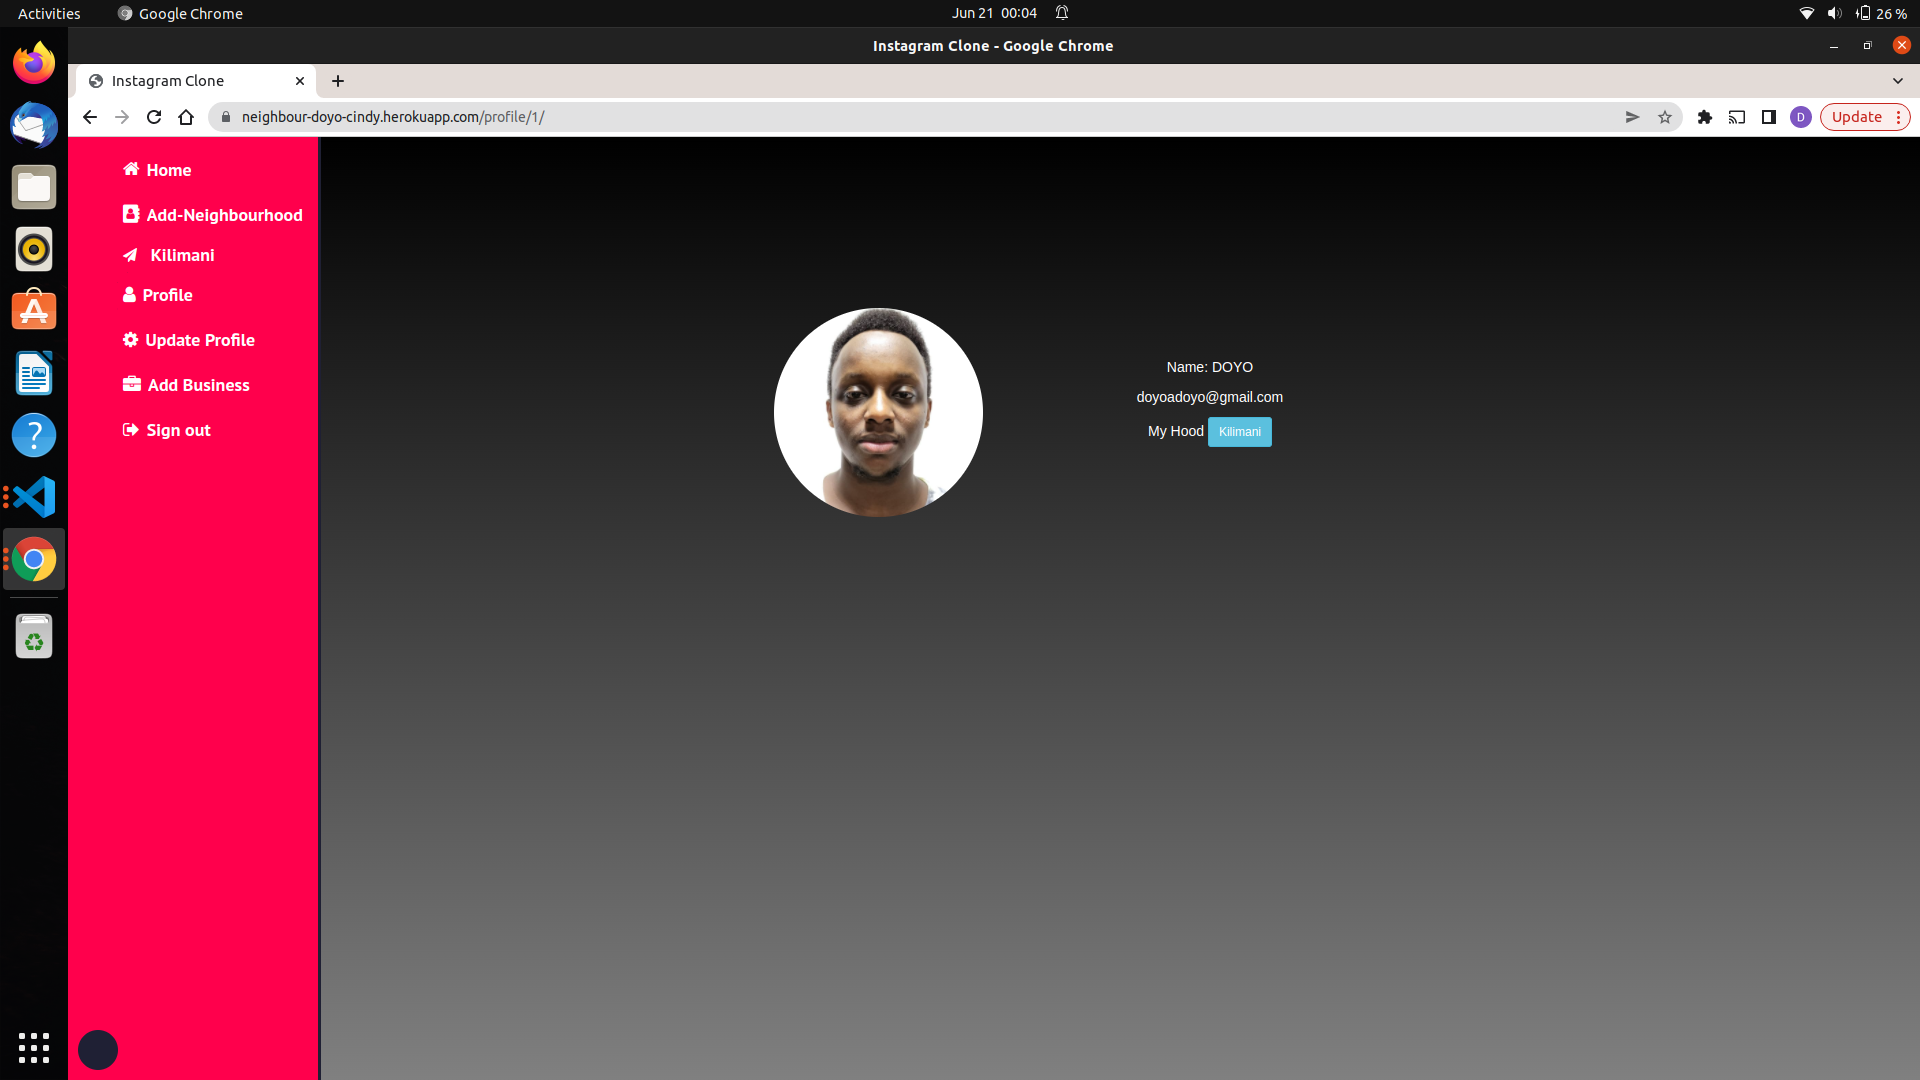 Activities
Google Chrome
Jun 21 00:04
26 %
Instagram Clone - Google Chrome
Instagram Clone
neighbour-doyo-cindy.herokuapp.com/profile/1/
D
Update
Home
Add-Neighbourhood
Kilimani
Profile
Update Profile
Add Business
Sign out
Name: DOYO
doyoadoyo@gmail.com
My Hood Kilimani